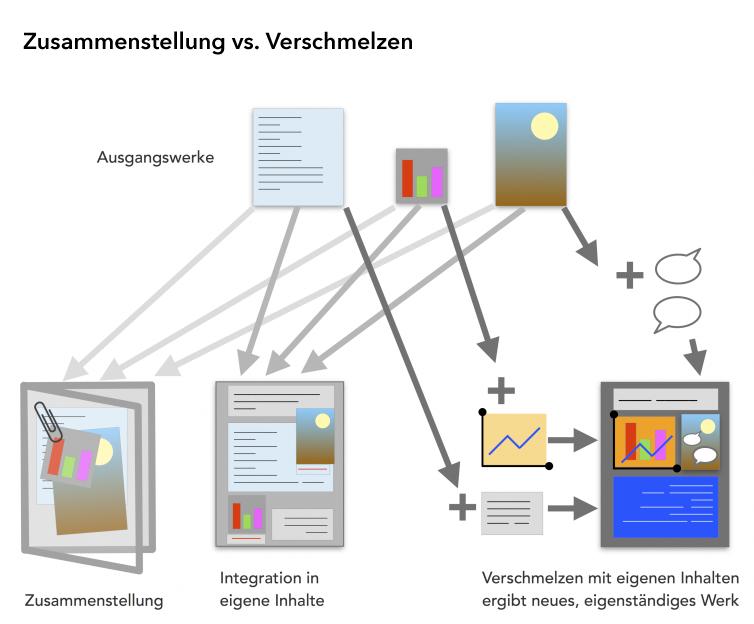 Zusammenstellung vs. Verschmelzen
Ausgangswerke
Zusammenstellung
Integration in
eigene Inhalte
Verschmelzen mit eigenen Inhalten
ergibt neues, eigenständiges Werk